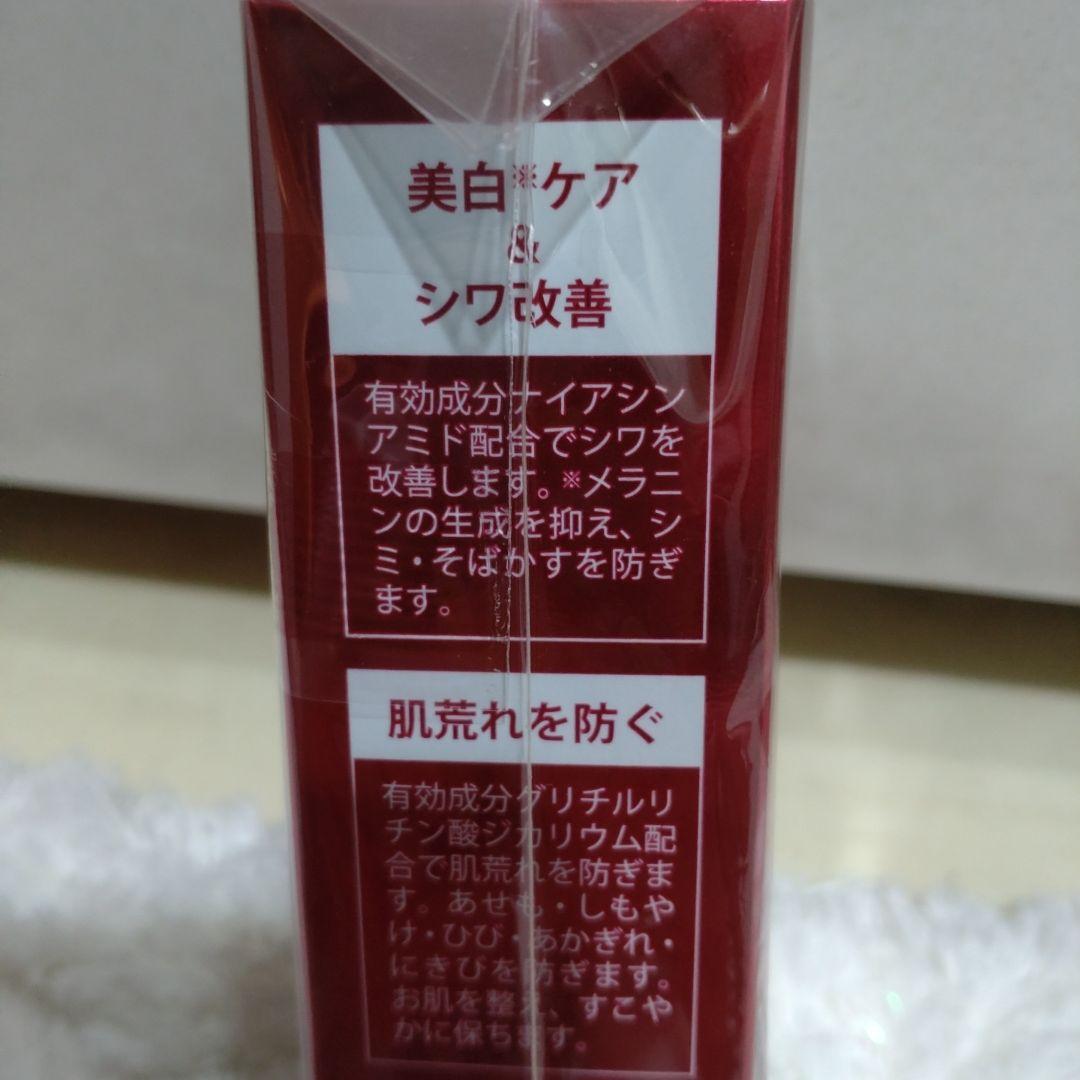 美白※ケア
&
シワ改善
有効成分ナイアシン
アミド配合でシワを
改善します。※メラニ
ンの生成を抑え、シ
ミ・そばかすを防ぎ
ます。
肌荒れを防ぐ
有効成分グリチルリ
チン酸ジカリウム配
合で肌荒れを防ぎま
す。あせも・しもや
け・ひび・あかぎれ・
にきびを防ぎます。
お肌を整え、すこや
かに保ちます。